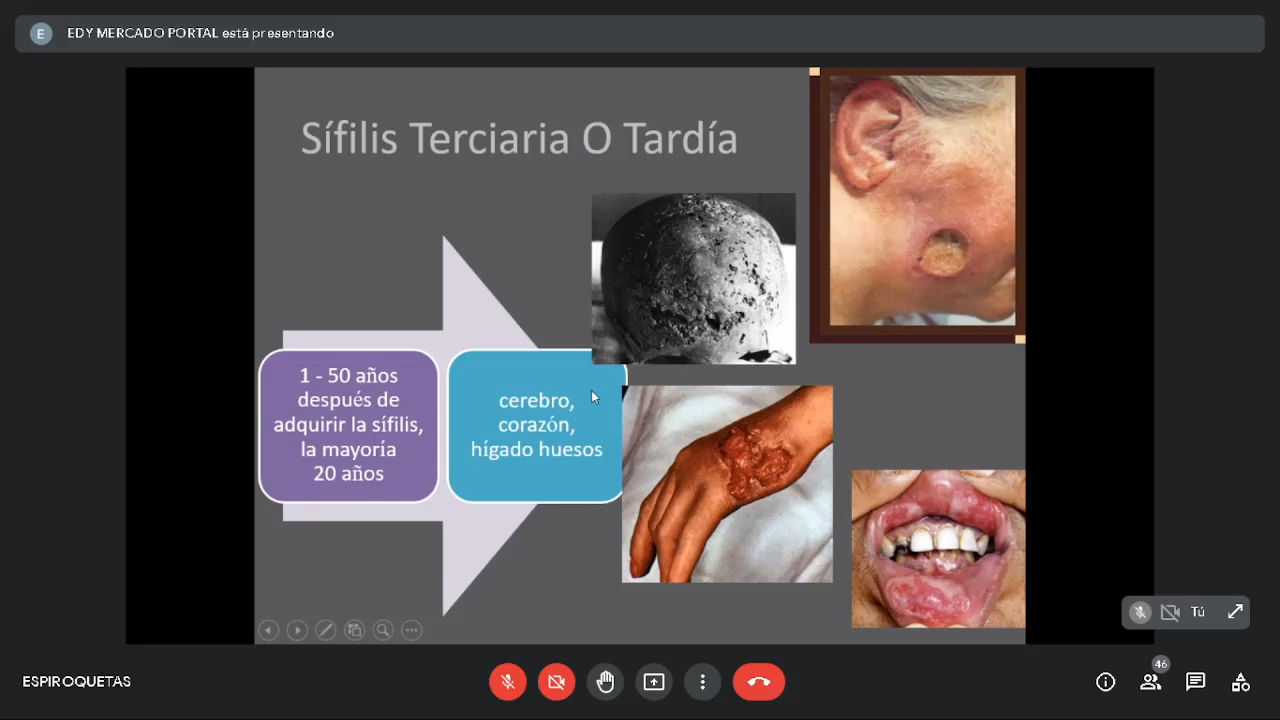 E
EDY MERCADO PORTAL está presentando
Sífilis Terciaria O Tardía
1 - 50 años
después de
adquirir la sífilis,
la mayoría
20 años
cerebro,
corazón,
hígado huesos
Tú
ESPIROQUETAS
46